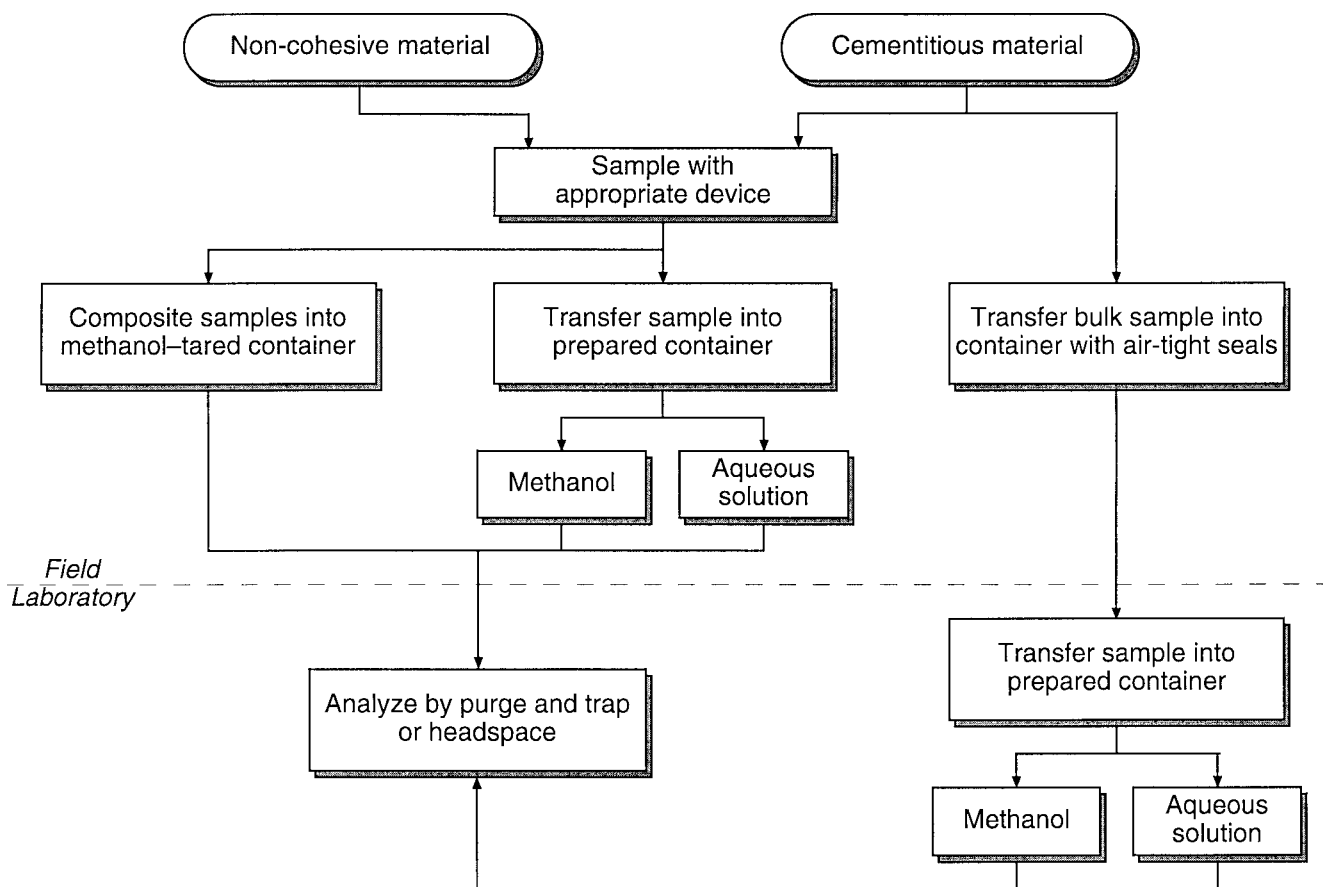 Non-cohesive material
Cementitious material
Sample with
appropriate device
Composite samples into
methanol–tared container
Transfer sample into
prepared container
Transfer bulk sample into
container with air-tight seals
Methanol
Aqueous
solution
Field
Laboratory
Transfer sample into
prepared container
Analyze by purge and trap
or headspace
Methanol
Aqueous
solution